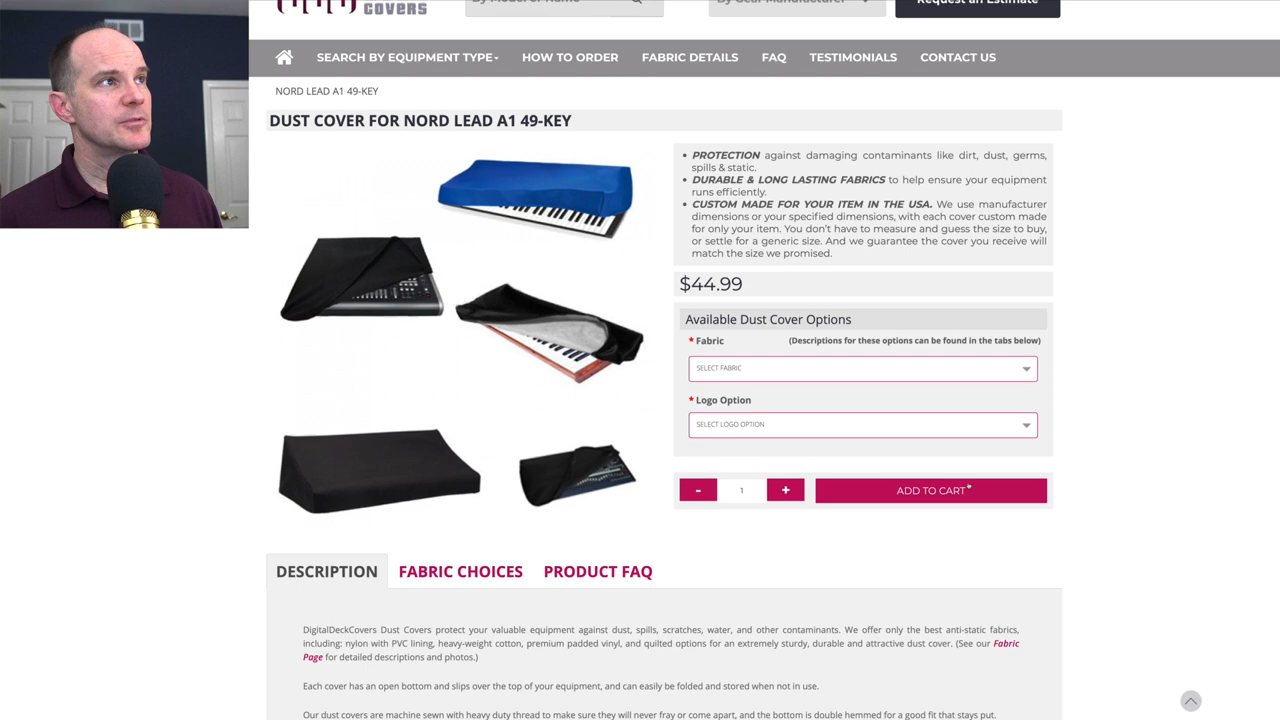 COVERS
By Model or Name
By Gear Manufacturer
Request an Estimate
SEARCH BY EQUIPMENT TYPE
HOW TO ORDER
FABRIC DETAILS
FAQ
TESTIMONIALS
CONTACT US
NORD LEAD A1 49-KEY
DUST COVER FOR NORD LEAD A1 49-KEY
• PROTECTION against damaging contaminants like dirt, dust, germs,
spills & static.
• DURABLE & LONG LASTING FABRICS to help ensure your equipment
runs efficiently.
• CUSTOM MADE FOR YOUR ITEM IN THE USA. We use manufacturer
dimensions or your specified dimensions, with each cover custom made
for only your item. You don't have to measure and guess the size to buy,
or settle for a generic size. And we guarantee the cover you receive will
match the size we promised.
$44.99
Available Dust Cover Options
* Fabric (Descriptions for these options can be found in the tabs below)
SELECT FABRIC
* Logo Option
SELECT LOGO OPTION
- 1 + ADD TO CART
DESCRIPTION
FABRIC CHOICES
PRODUCT FAQ
DigitalDeckCovers Dust Covers protect your valuable equipment against dust, spills, scratches, water, and other contaminants. We offer only the best anti-static fabrics,
including: nylon with PVC lining, heavy-weight cotton, premium padded vinyl, and quilted options for an extremely sturdy, durable and attractive dust cover. (See our Fabric
Page for detailed descriptions and photos.)
Each cover has an open bottom and slips over the top of your equipment, and can easily be folded and stored when not in use.
Our dust covers are machine sewn with heavy duty thread to make sure they will never fray or come apart, and the bottom is double hemmed for a good fit that stays put.